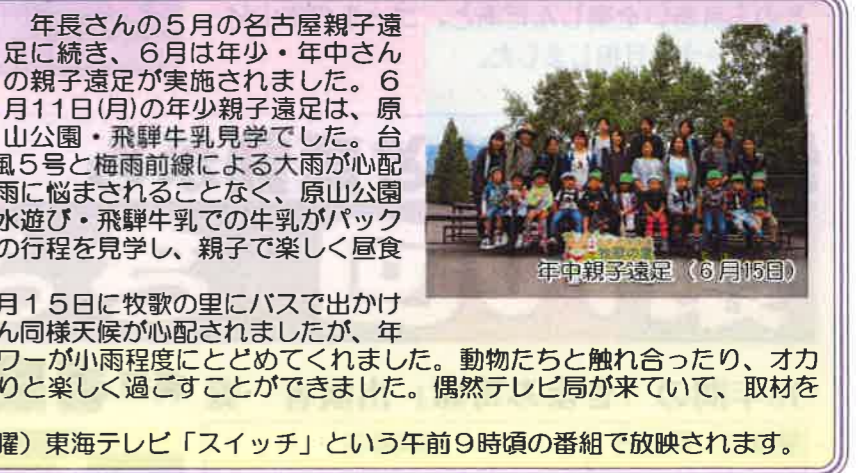 年長さんの５月の名古屋親子遠
足に続き、６月は年少・年中さん
の親子遠足が実施されました。６
月11日(月)の年少親子遠足は、原
山公園・飛騨牛乳見学でした。台
風５号と梅雨前線による大雨が心配
雨に悩まされることなく、原山公園
水遊び・飛騨牛乳での牛乳がパック
の行程を見学し、親子で楽しく昼食
月１５日に牧歌の里にバスで出かけ
ん同様天候が心配されましたが、年
ワーが小雨程度にとどめてくれました。動物たちと触れ合ったり、オカ
りと楽しく過ごすことができました。偶然テレビ局が来ていて、取材を
曜）東海テレビ「スイッチ」という午前９時頃の番組で放映されます。
牧歌の里
年中親子遠足（６月15日）